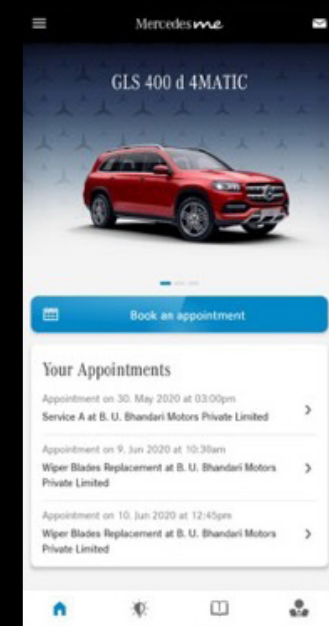 Mercedes me
GLS 400 d 4MATIC
Book an appointment
Your Appointments
Appointment on 30. May 2020 at 03:00pm
Service A at B. U. Bhandari Motors Private Limited
Appointment on 9. Jun 2020 at 10:30am
Wiper Blades Replacement at B. U. Bhandari Motors
Private Limited
Appointment on 10. Jun 2020 at 12:45pm
Wiper Blades Replacement at B. U. Bhandari Motors
Private Limited